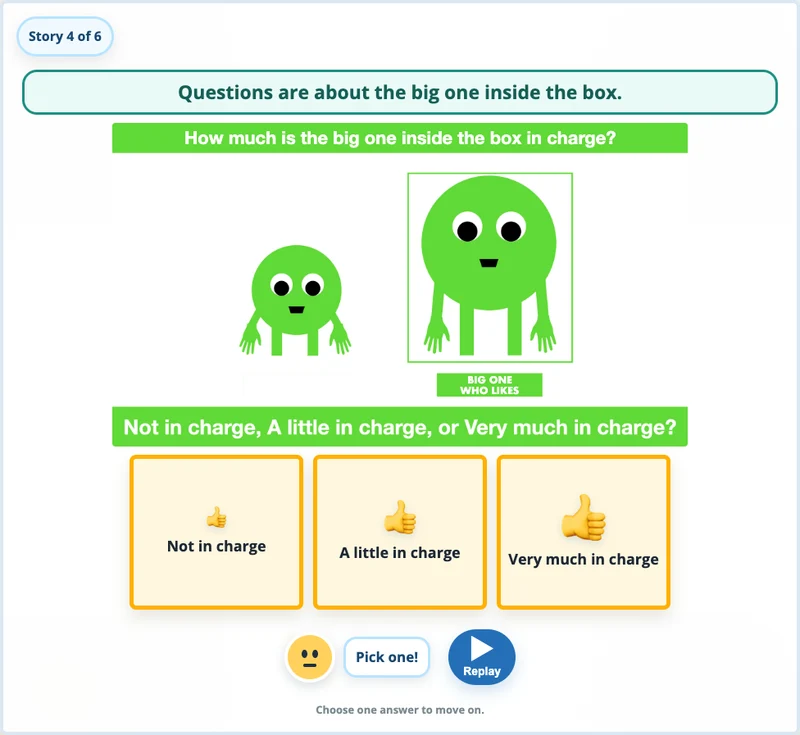 Story 4 of 6
Questions are about the big one inside the box.
How much is the big one inside the box in charge?
BIG ONE
WHO LIKES
Not in charge, A little in charge, or Very much in charge?
Not in charge
A little in charge
Very much in charge
Pick one!
Replay
Choose one answer to move on.